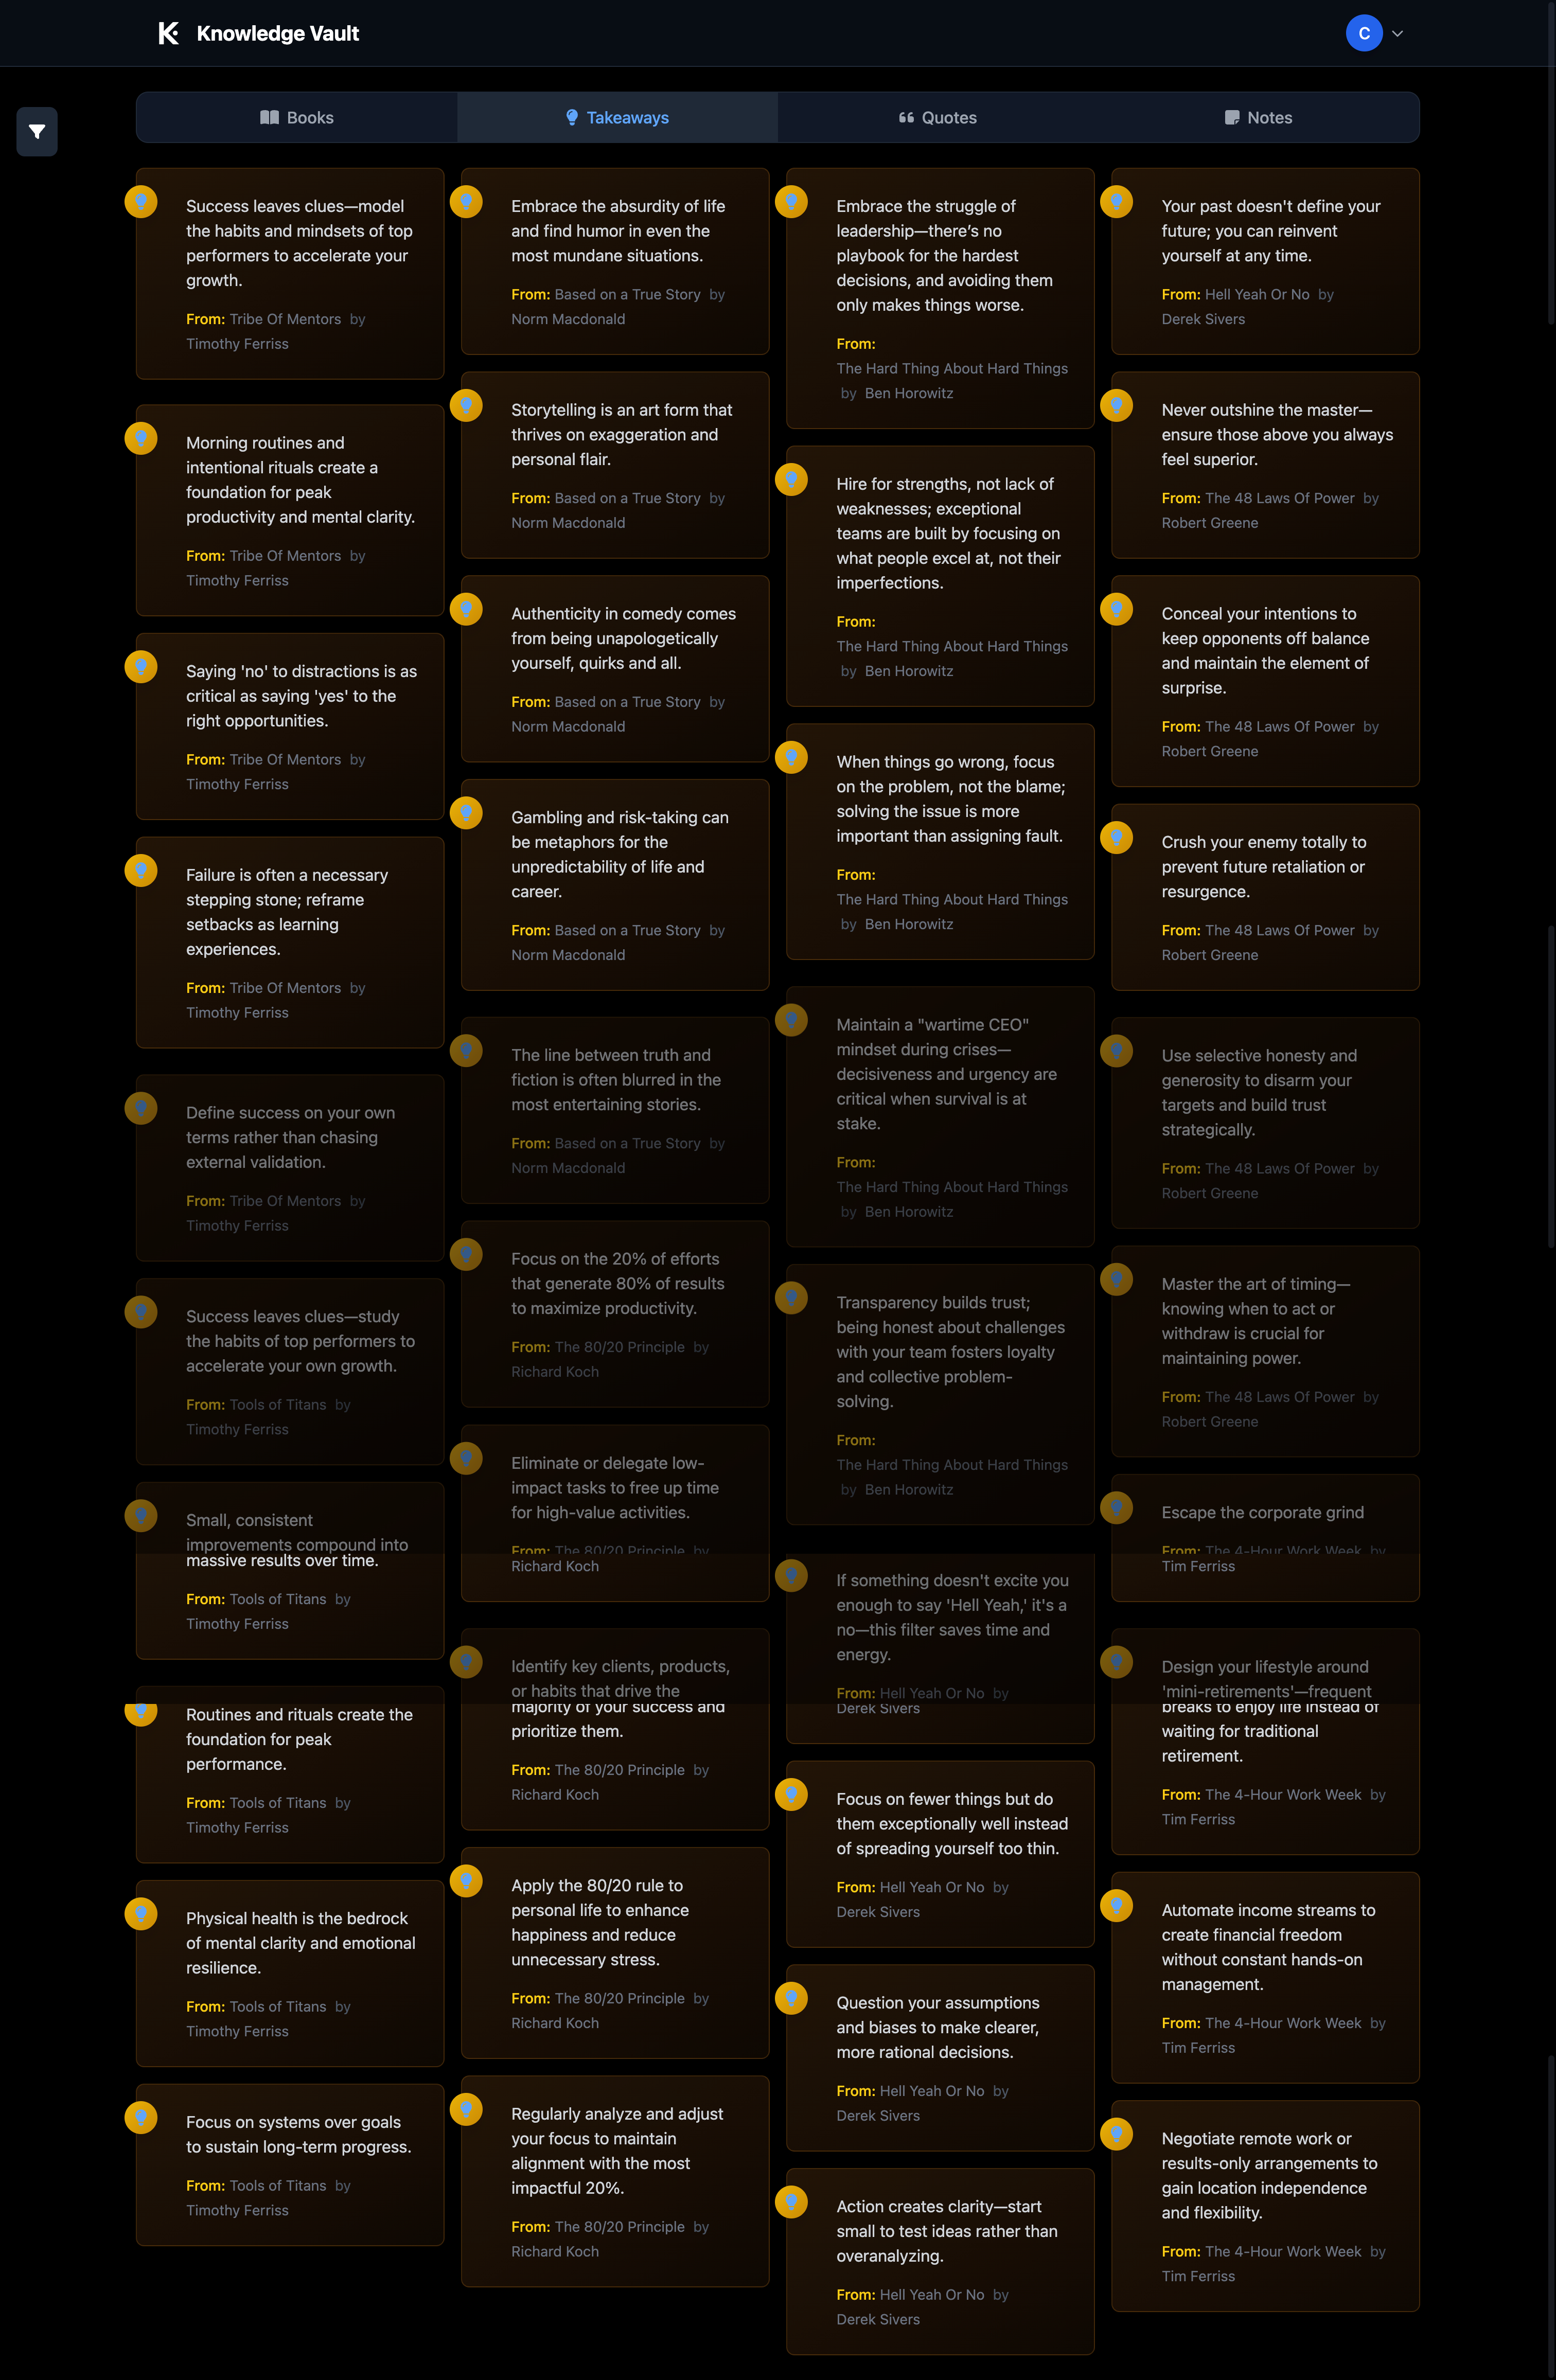 Knowledge Vault
C
Books
Takeaways
Quotes
Notes
Success leaves clues—model
the habits and mindsets of top
performers to accelerate your
growth.
From: Tribe Of Mentors by
Timothy Ferriss
Morning routines and
intentional rituals create a
foundation for peak
productivity and mental clarity.
From: Tribe Of Mentors by
Timothy Ferriss
Saying 'no' to distractions is as
critical as saying 'yes' to the
right opportunities.
From: Tribe Of Mentors by
Timothy Ferriss
Failure is often a necessary
stepping stone; reframe
setbacks as learning
experiences.
From: Tribe Of Mentors by
Timothy Ferriss
Define success on your own
terms rather than chasing
external validation.
From: Tribe Of Mentors by
Timothy Ferriss
Success leaves clues—study
the habits of top performers to
accelerate your own growth.
From: Tools of Titans by
Timothy Ferriss
Small, consistent
improvements compound into
massive results over time.
From: Tools of Titans by
Timothy Ferriss
Routines and rituals create the
foundation for peak
performance.
From: Tools of Titans by
Timothy Ferriss
Physical health is the bedrock
of mental clarity and emotional
resilience.
From: Tools of Titans by
Timothy Ferriss
Focus on systems over goals
to sustain long-term progress.
From: Tools of Titans by
Timothy Ferriss
Embrace the absurdity of life
and find humor in even the
most mundane situations.
From: Based on a True Story by
Norm Macdonald
Storytelling is an art form that
thrives on exaggeration and
personal flair.
From: Based on a True Story by
Norm Macdonald
Authenticity in comedy comes
from being unapologetically
yourself, quirks and all.
From: Based on a True Story by
Norm Macdonald
Gambling and risk-taking can
be metaphors for the
unpredictability of life and
career.
From: Based on a True Story by
Norm Macdonald
The line between truth and
fiction is often blurred in the
most entertaining stories.
From: Based on a True Story by
Norm Macdonald
Focus on the 20% of efforts
that generate 80% of results
to maximize productivity.
From: The 80/20 Principle by
Richard Koch
Eliminate or delegate low-
impact tasks to free up time
for high-value activities.
From: The 80/20 Principle by
Richard Koch
Identify key clients, products,
or habits that drive the
majority of your success and
prioritize them.
From: The 80/20 Principle by
Richard Koch
Apply the 80/20 rule to
personal life to enhance
happiness and reduce
unnecessary stress.
From: The 80/20 Principle by
Richard Koch
Regularly analyze and adjust
your focus to maintain
alignment with the most
impactful 20%.
From: The 80/20 Principle by
Richard Koch
Embrace the struggle of
leadership—there’s no
playbook for the hardest
decisions, and avoiding them
only makes things worse.
From:
The Hard Thing About Hard Things
by Ben Horowitz
Hire for strengths, not lack of
weaknesses; exceptional
teams are built by focusing on
what people excel at, not their
imperfections.
From:
The Hard Thing About Hard Things
by Ben Horowitz
When things go wrong, focus
on the problem, not the blame;
solving the issue is more
important than assigning fault.
From:
The Hard Thing About Hard Things
by Ben Horowitz
Maintain a "wartime CEO"
mindset during crises—
decisiveness and urgency are
critical when survival is at
stake.
From:
The Hard Thing About Hard Things
by Ben Horowitz
Transparency builds trust;
being honest about challenges
with your team fosters loyalty
and collective problem-
solving.
From:
The Hard Thing About Hard Things
by Ben Horowitz
If something doesn't excite you
enough to say 'Hell Yeah,' it's a
no—this filter saves time and
energy.
From: Hell Yeah Or No by
Derek Sivers
Focus on fewer things but do
them exceptionally well instead
of spreading yourself too thin.
From: Hell Yeah Or No by
Derek Sivers
Question your assumptions
and biases to make clearer,
more rational decisions.
From: Hell Yeah Or No by
Derek Sivers
Action creates clarity—start
small to test ideas rather than
overanalyzing.
From: Hell Yeah Or No by
Derek Sivers
Your past doesn't define your
future; you can reinvent
yourself at any time.
From: Hell Yeah Or No by
Derek Sivers
Never outshine the master—
ensure those above you always
feel superior.
From: The 48 Laws Of Power by
Robert Greene
Conceal your intentions to
keep opponents off balance
and maintain the element of
surprise.
From: The 48 Laws Of Power by
Robert Greene
Crush your enemy totally to
prevent future retaliation or
resurgence.
From: The 48 Laws Of Power by
Robert Greene
Use selective honesty and
generosity to disarm your
targets and build trust
strategically.
From: The 48 Laws Of Power by
Robert Greene
Master the art of timing—
knowing when to act or
withdraw is crucial for
maintaining power.
From: The 48 Laws Of Power by
Robert Greene
Escape the corporate grind
From: The 4-Hour Work Week by
Tim Ferriss
Design your lifestyle around
'mini-retirements'—frequent
breaks to enjoy life instead of
waiting for traditional
retirement.
From: The 4-Hour Work Week by
Tim Ferriss
Automate income streams to
create financial freedom
without constant hands-on
management.
From: The 4-Hour Work Week by
Tim Ferriss
Negotiate remote work or
results-only arrangements to
gain location independence
and flexibility.
From: The 4-Hour Work Week by
Tim Ferriss